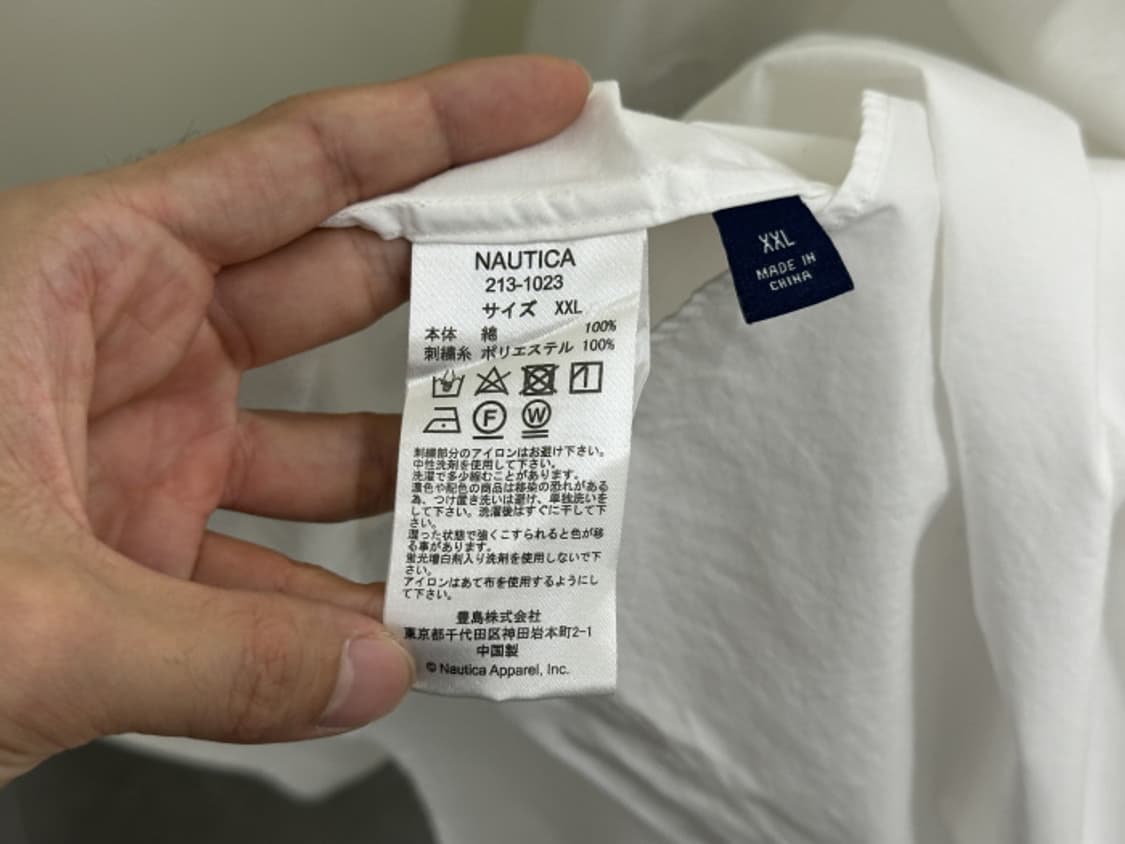 NAUTICA
213-1023
サイズ XXL
本体 綿 100%
刺繍糸 ポリエステル 100%
F W
刺繍部分のアイロンはお避け下さい。
中性洗剤を使用して下さい。
洗濯で多少縮むことがあります。
濃色や配色の商品は移染の恐れがある
為、つけ置き洗いは避け、単独洗いを
して下さい。洗濯後はすぐに干して下
さい。
湿った状態で強くこすられると色が移
る事があります。
蛍光増白剤入り洗剤を使用しないで下
さい。
アイロンはあて布を使用するようにし
て下さい。
豊島株式会社
東京都千代田区神田岩本町2-1
中国製
© Nautica Apparel, Inc.
XXL
MADE IN
CHINA